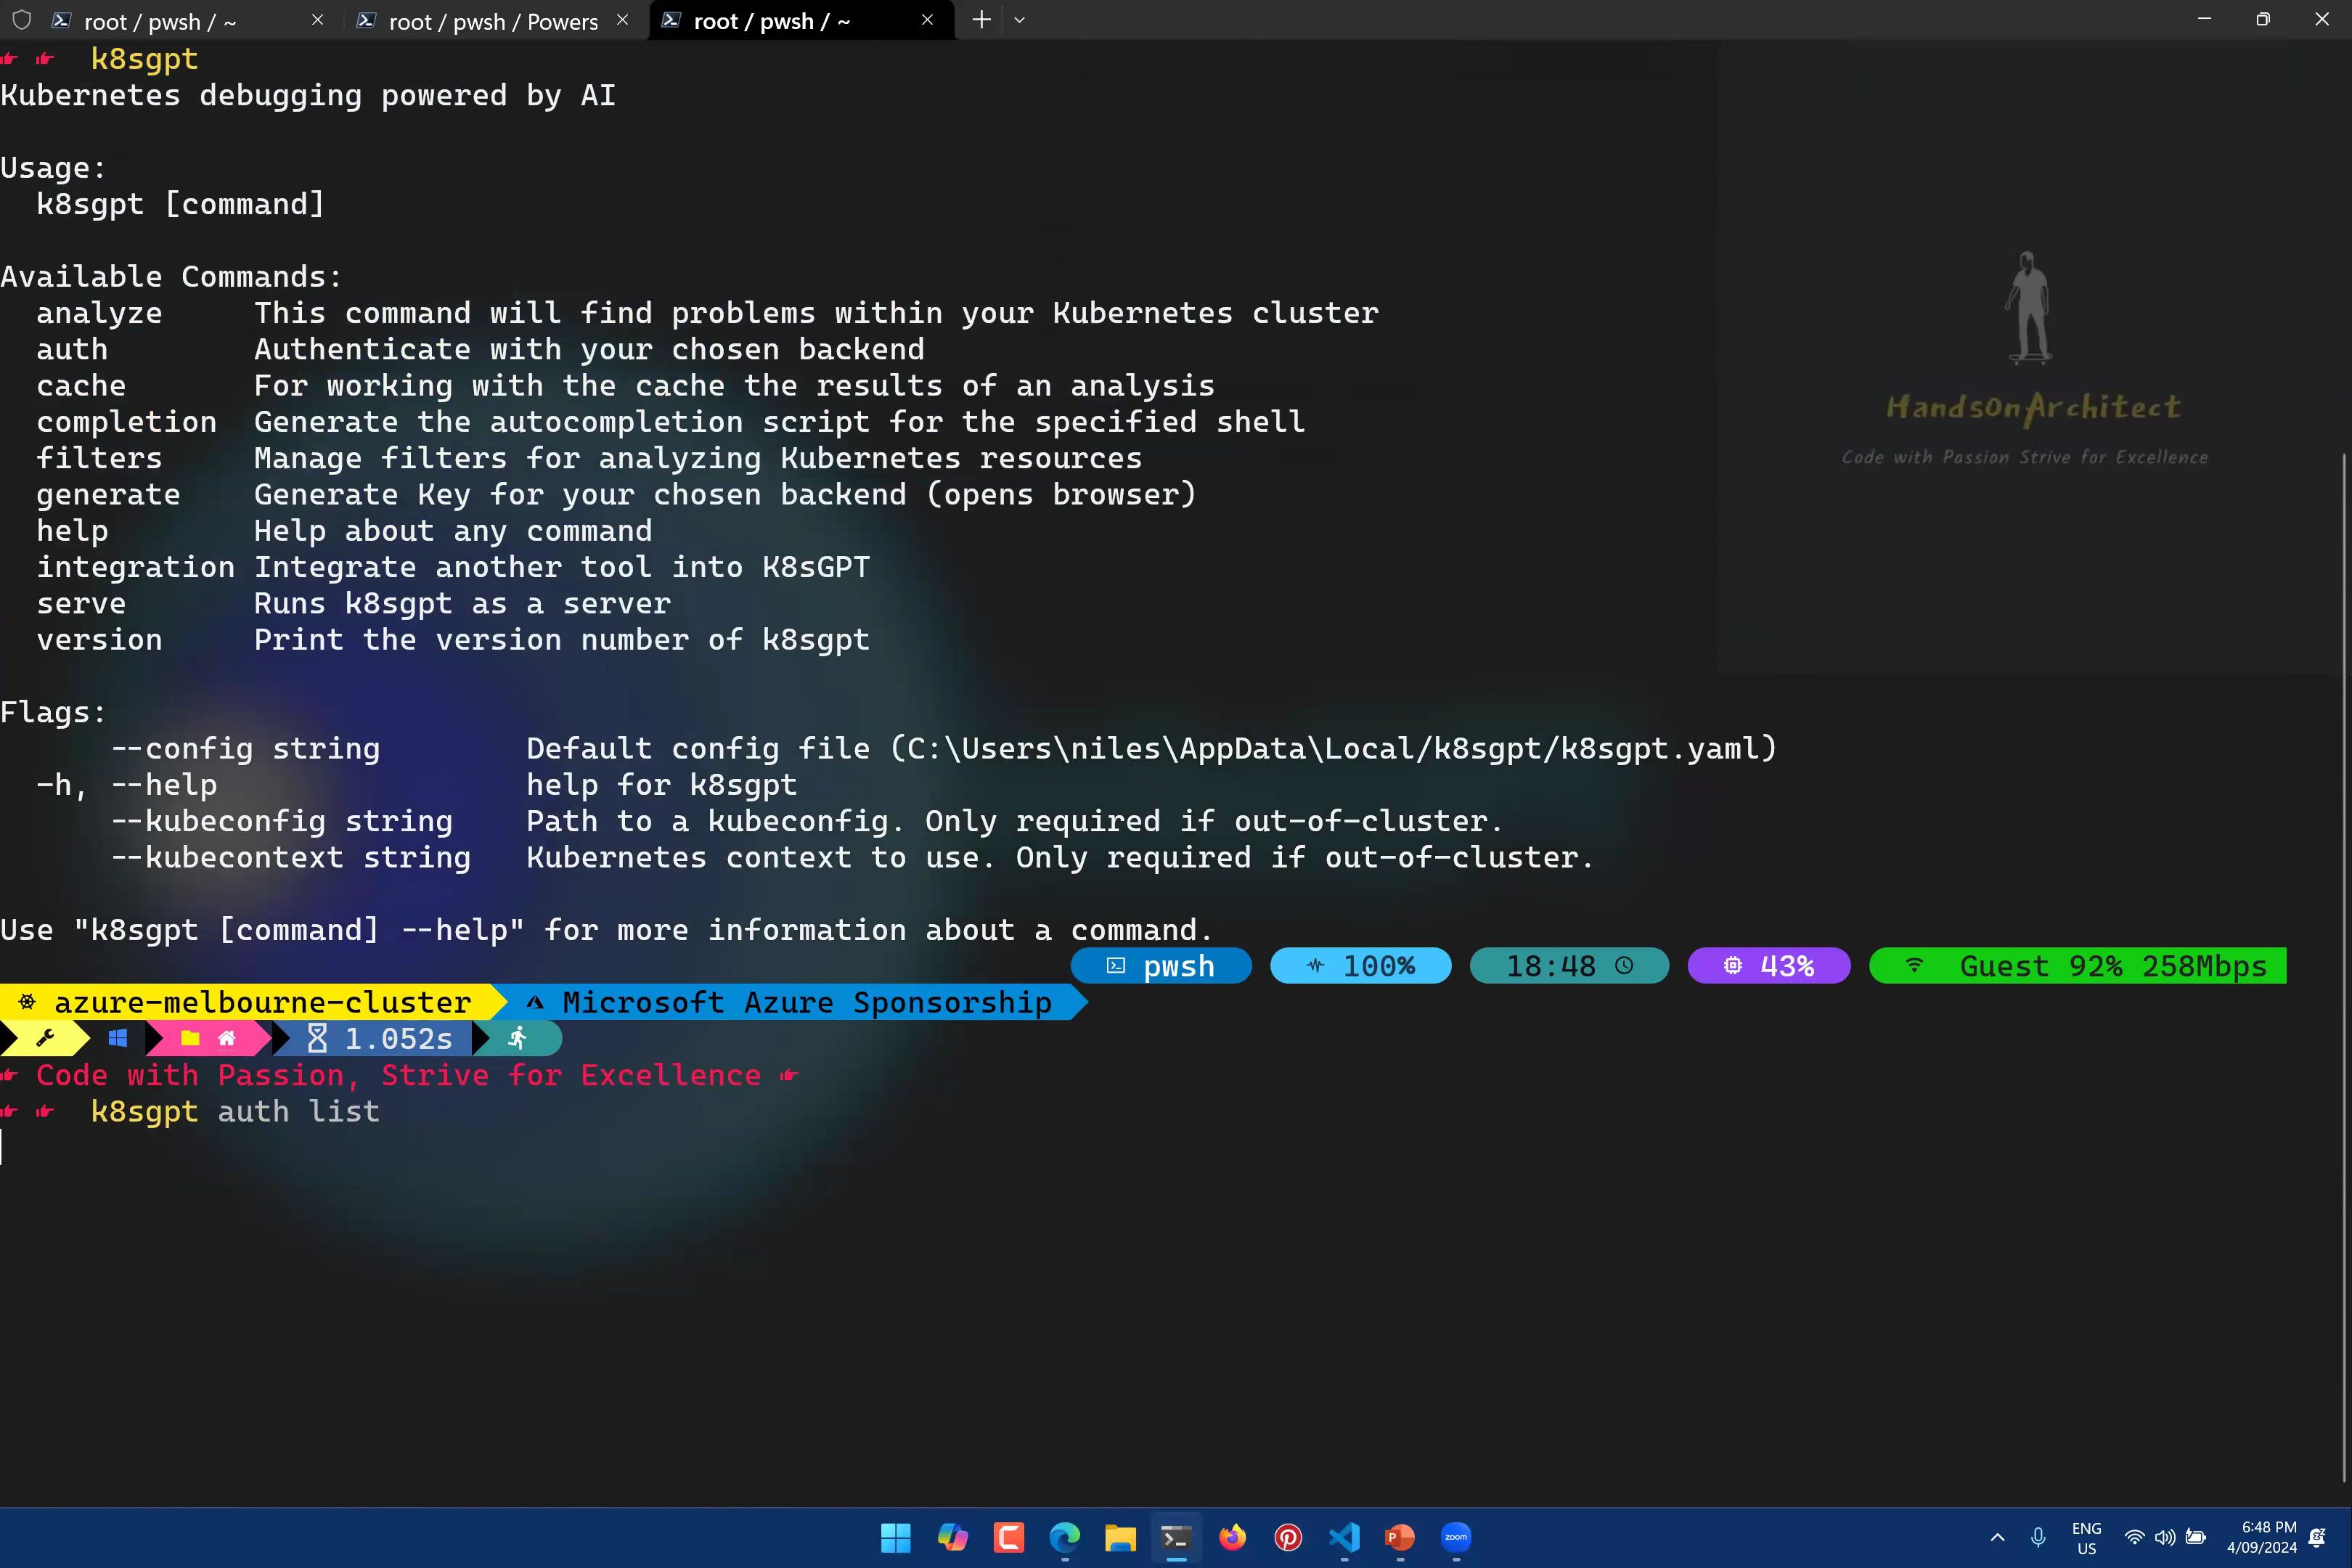 root / pwsh / ~
root / pwsh / Powers
root / pwsh / ~
k8sgpt
Kubernetes debugging powered by AI
Usage:
k8sgpt [command]
Available Commands:
analyze This command will find problems within your Kubernetes cluster
auth Authenticate with your chosen backend
cache For working with the cache the results of an analysis
completion Generate the autocompletion script for the specified shell
filters Manage filters for analyzing Kubernetes resources
generate Generate Key for your chosen backend (opens browser)
help Help about any command
integration Integrate another tool into K8sGPT
serve Runs k8sgpt as a server
version Print the version number of k8sgpt
HandsOnArchitect
Code with Passion Strive for Excellence
Flags:
--config string Default config file (C:\Users\niles\AppData\Local/k8sgpt/k8sgpt.yaml)
-h, --help help for k8sgpt
--kubeconfig string Path to a kubeconfig. Only required if out-of-cluster.
--kubecontext string Kubernetes context to use. Only required if out-of-cluster.
Use "k8sgpt [command] --help" for more information about a command.
pwsh 100% 18:48 43% Guest 92% 258Mbps
azure-melbourne-cluster Microsoft Azure Sponsorship
1.052s
Code with Passion, Strive for Excellence
k8sgpt auth list
zoom
ENG
US
6:48 PM
4/09/2024